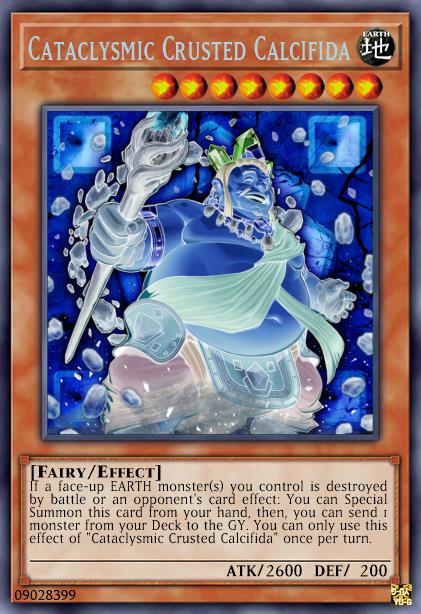 CATACLYSMIC CRUSTED CALCIFIDA
EARTH
地
[FAIRY/EFFECT]
If a face-up EARTH monster(s) you control is destroyed
by battle or an opponent's card effect: You can Special
Summon this card from your hand, then, you can send 1
monster from your Deck to the GY. You can only use this
effect of "Cataclysmic Crusted Calcifida" once per turn.
ATK/2600 DEF/ 200
09028399